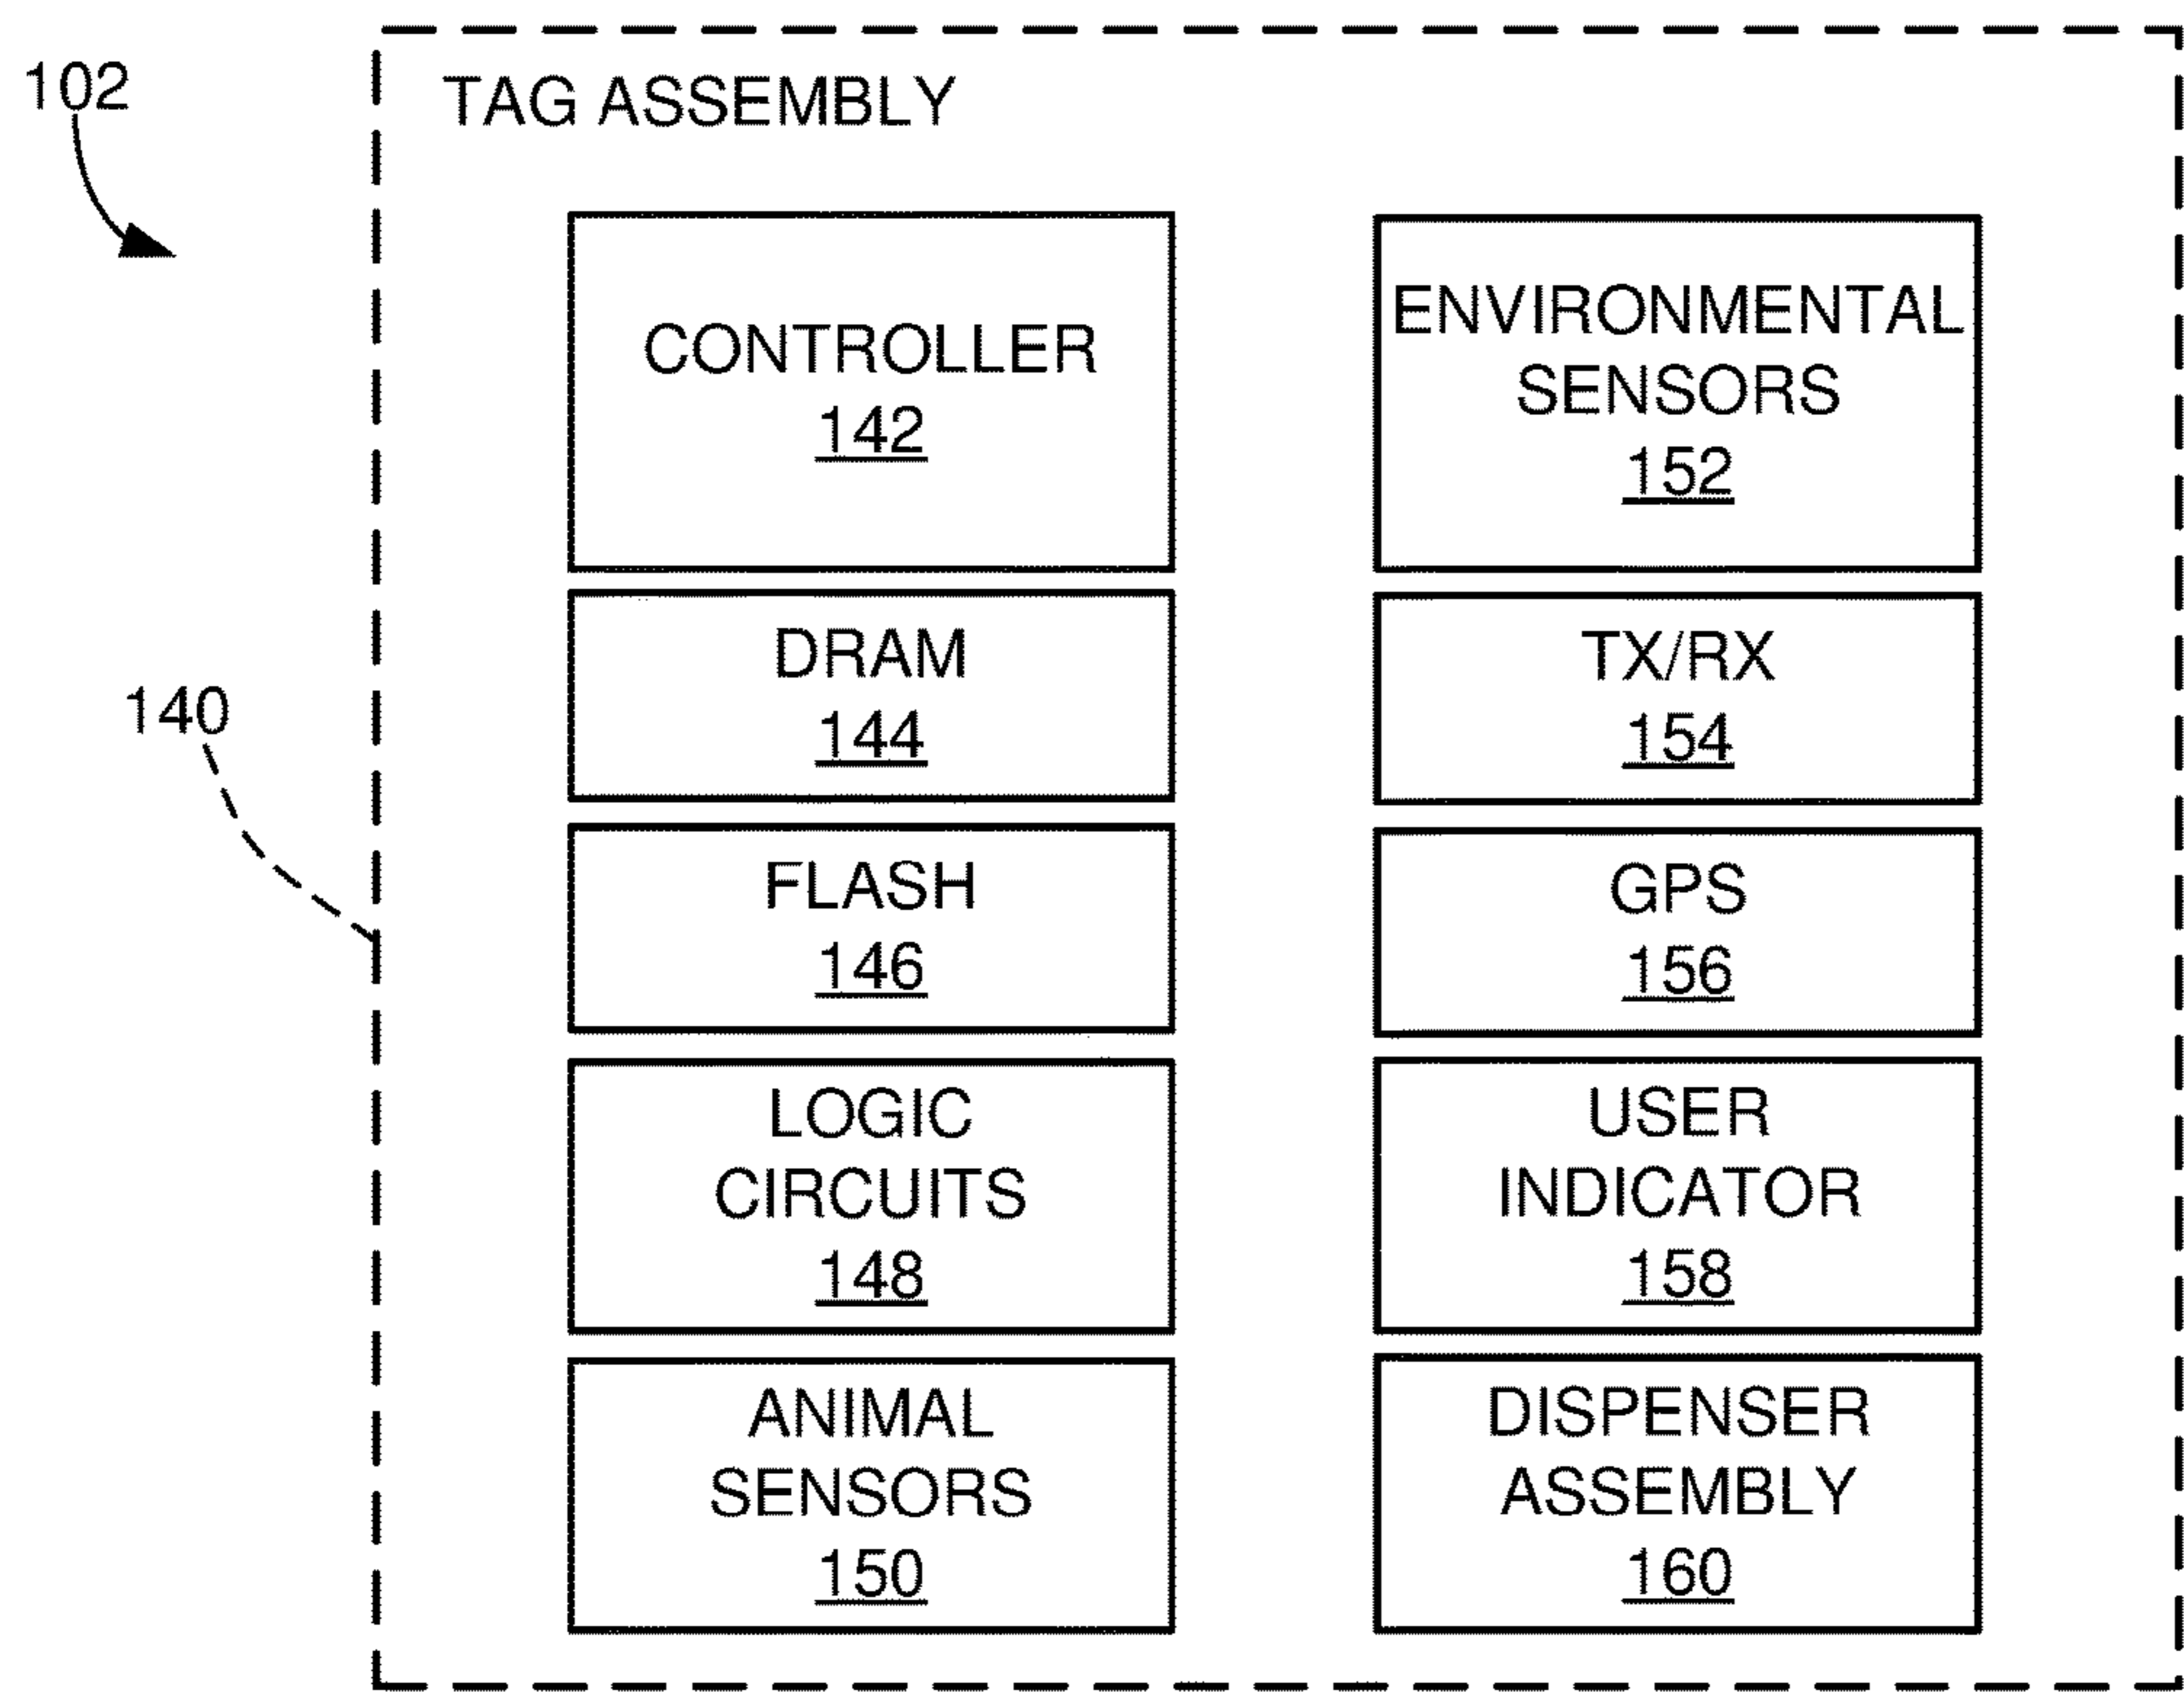 102
TAG ASSEMBLY
CONTROLLER
142
DRAM
144
140
FLASH
146
LOGIC
CIRCUITS
148
ANIMAL
SENSORS
150
ENVIRONMENTAL
SENSORS
152
TX/RX
154
GPS
156
USER
INDICATOR
158
DISPENSER
ASSEMBLY
160